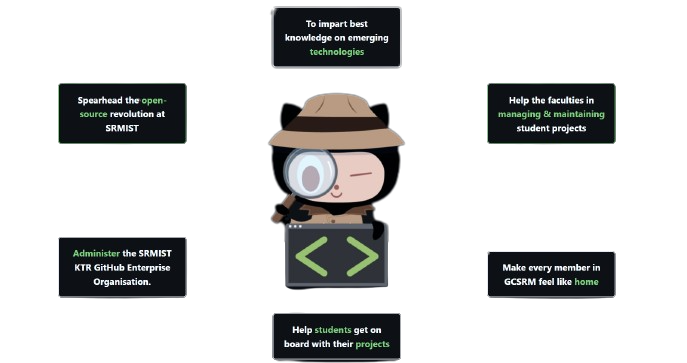 To impart best
knowledge on emerging
technologies
Spearhead the open-
source revolution at
SRMIST
Help the faculties in
managing & maintaining
student projects
Administer the SRMIST
KTR GitHub Enterprise
Organisation.
Make every member in
GCSRM feel like home
Help students get on
board with their projects